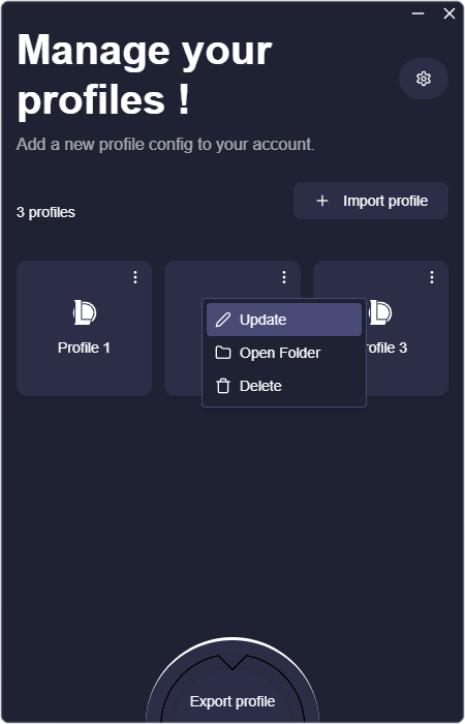 Manage your
profiles !
Add a new profile config to your account.
3 profiles
Import profile
Profile 1
ofile 3
Update
Open Folder
Delete
Export profile